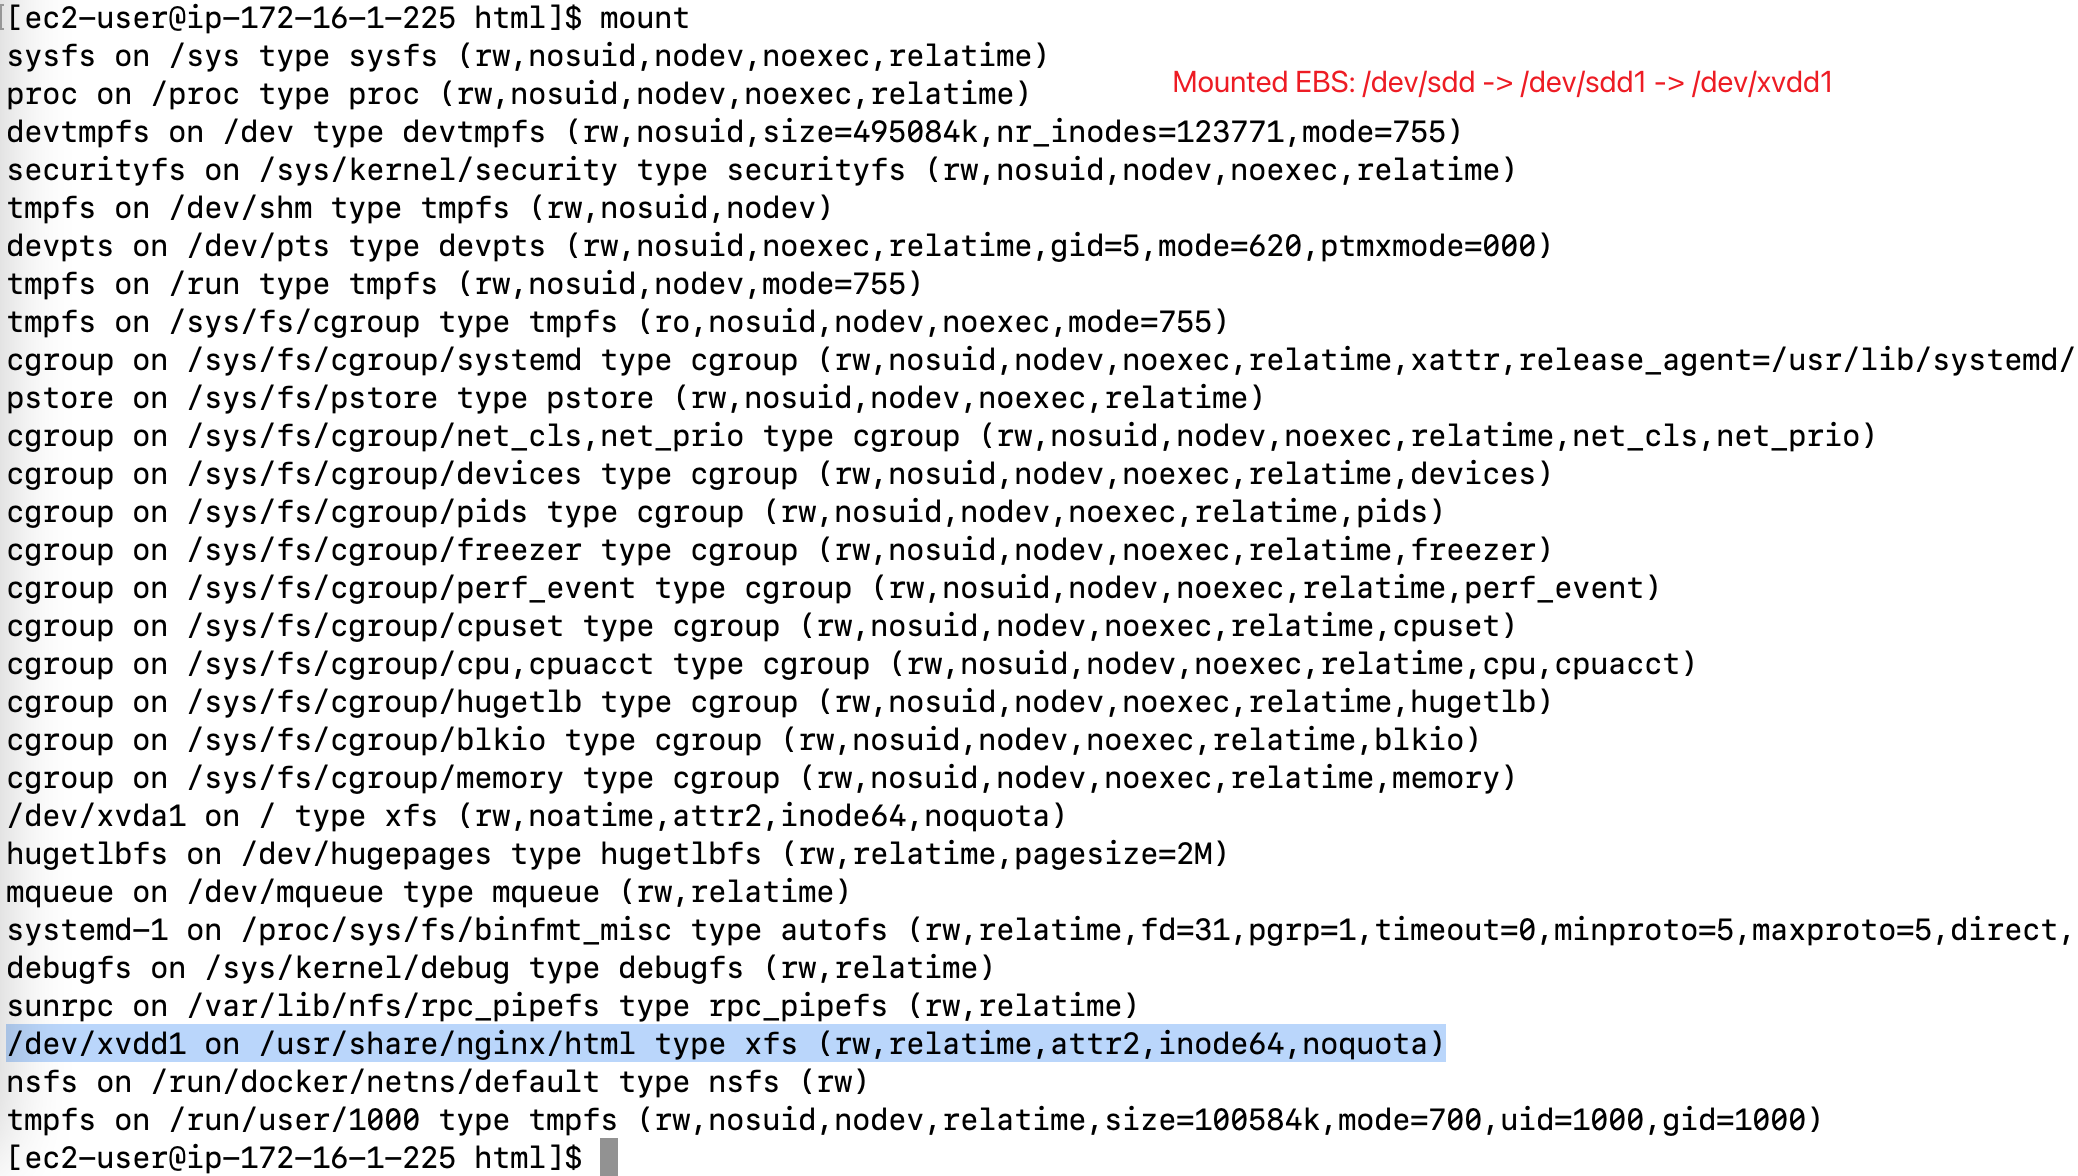 [[ec2-user@ip-172-16-1-225 html]$ mount
sysfs on /sys type sysfs (rw,nosuid,nodev,noexec,relatime)
Mounted EBS: /dev/sdd -> /dev/sdd1 -> /dev/xvdd1
proc on /proc type proc (rw,nosuid,nodev,noexec,relatime)
devtmpfs on /dev type devtmpfs (rw,nosuid,size=495084k,nr_inodes=123771,mode=755)
securityfs on /sys/kernel/security type securityfs (rw,nosuid,nodev,noexec,relatime)
tmpfs on /dev/shm type tmpfs (rw,nosuid,nodev)
devpts on /dev/pts type devpts (rw,nosuid,noexec,relatime,gid=5,mode=620,ptmxmode=000)
tmpfs on /run type tmpfs (rw,nosuid,nodev,mode=755)
tmpfs on /sys/fs/cgroup type tmpfs (ro,nosuid,nodev,noexec,mode=755)
cgroup on /sys/fs/cgroup/systemd type cgroup (rw,nosuid,nodev,noexec,relatime,xattr,release_agent=/usr/lib/systemd/
pstore on /sys/fs/pstore type pstore (rw,nosuid,nodev,noexec,relatime)
cgroup on /sys/fs/cgroup/net_cls,net_prio type cgroup (rw,nosuid,nodev,noexec,relatime,net_cls,net_prio)
cgroup on /sys/fs/cgroup/devices type cgroup (rw,nosuid,nodev,noexec,relatime,devices)
cgroup on /sys/fs/cgroup/pids type cgroup (rw,nosuid,nodev,noexec,relatime,pids)
cgroup on /sys/fs/cgroup/freezer type cgroup (rw,nosuid,nodev,noexec,relatime,freezer)
cgroup on /sys/fs/cgroup/perf_event type cgroup (rw,nosuid,nodev,noexec,relatime,perf_event)
cgroup on /sys/fs/cgroup/cpuset type cgroup (rw,nosuid,nodev,noexec,relatime,cpuset)
cgroup on /sys/fs/cgroup/cpu,cpuacct type cgroup (rw,nosuid,nodev,noexec,relatime,cpu,cpuacct)
cgroup on /sys/fs/cgroup/hugetlb type cgroup (rw,nosuid,nodev,noexec,relatime,hugetlb)
cgroup on /sys/fs/cgroup/blkio type cgroup (rw,nosuid,nodev,noexec,relatime,blkio)
cgroup on /sys/fs/cgroup/memory type cgroup (rw,nosuid,nodev,noexec,relatime,memory)
/dev/xvda1 on / type xfs (rw,noatime,attr2,inode64,noquota)
hugetlbfs on /dev/hugepages type hugetlbfs (rw,relatime,pagesize=2M)
mqueue on /dev/mqueue type mqueue (rw,relatime)
systemd-1 on /proc/sys/fs/binfmt_misc type autofs (rw,relatime,fd=31,pgrp=1,timeout=0,minproto=5,maxproto=5,direct,
debugfs on /sys/kernel/debug type debugfs (rw,relatime)
sunrpc on /var/lib/nfs/rpc_pipefs type rpc_pipefs (rw,relatime)
/dev/xvdd1 on /usr/share/nginx/html type xfs (rw,relatime,attr2,inode64,noquota)
nsfs on /run/docker/netns/default type nsfs (rw)
tmpfs on /run/user/1000 type tmpfs (rw,nosuid,nodev,relatime,size=100584k,mode=700,uid=1000,gid=1000)
[ec2-user@ip-172-16-1-225 html]$